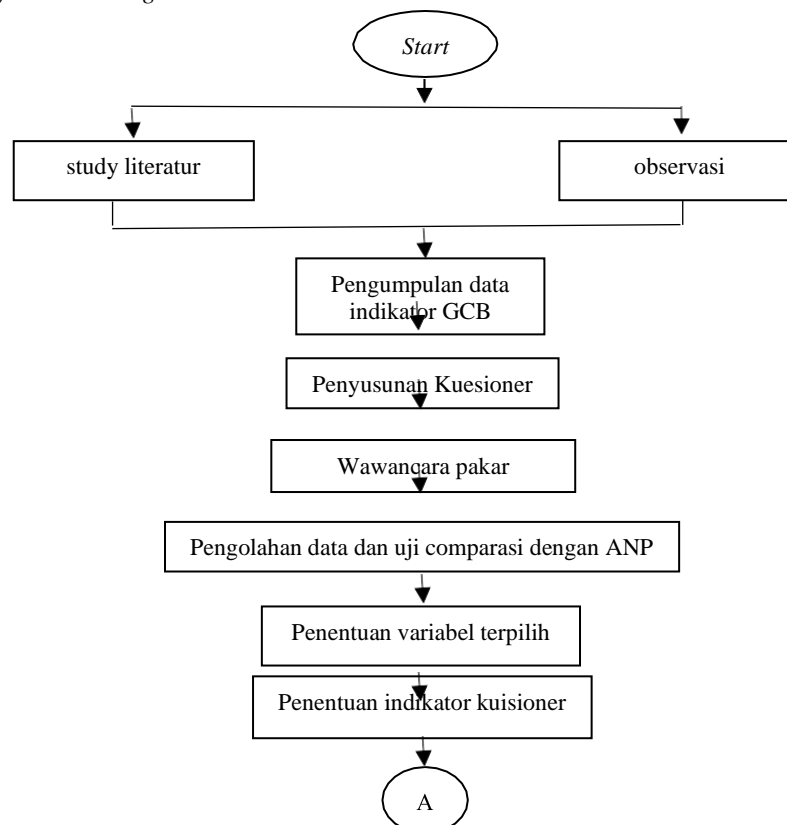 Start
study literatur
observasi
Pengumpulan data
indikator GCB
Penyusunan Kuesioner
Wawancara pakar
Pengolahan data dan uji comparasi dengan ANP
Penentuan variabel terpilih
Penentuan indikator kuisioner
A